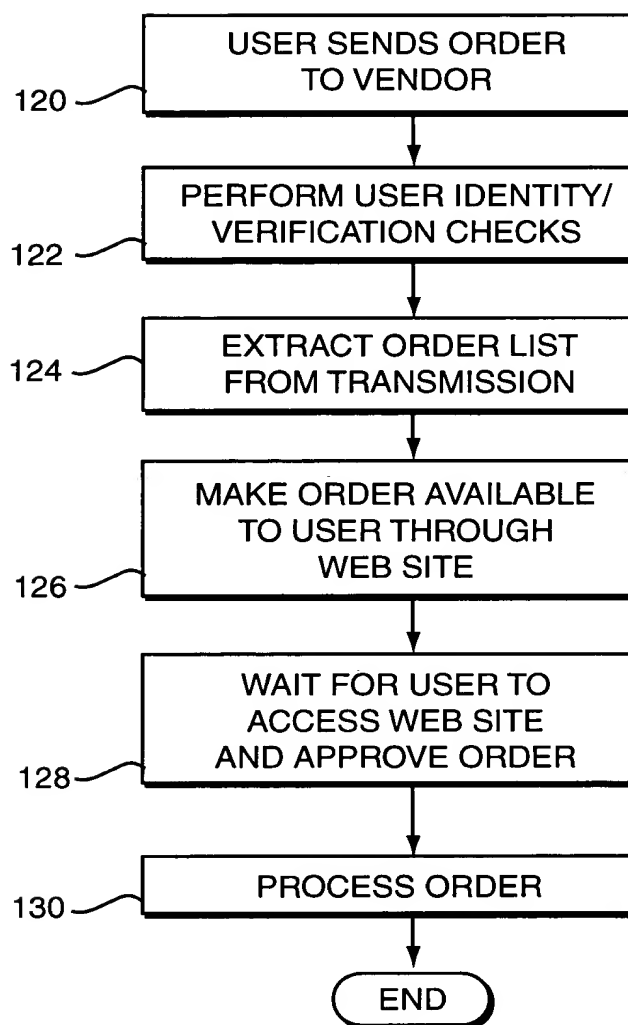 USER SENDS ORDER
TO VENDOR
120
PERFORM USER IDENTITY/
VERIFICATION CHECKS
122
EXTRACT ORDER LIST
FROM TRANSMISSION
124
MAKE ORDER AVAILABLE
TO USER THROUGH
WEB SITE
126
WAIT FOR USER TO
ACCESS WEB SITE
AND APPROVE ORDER
128
PROCESS ORDER
130
END